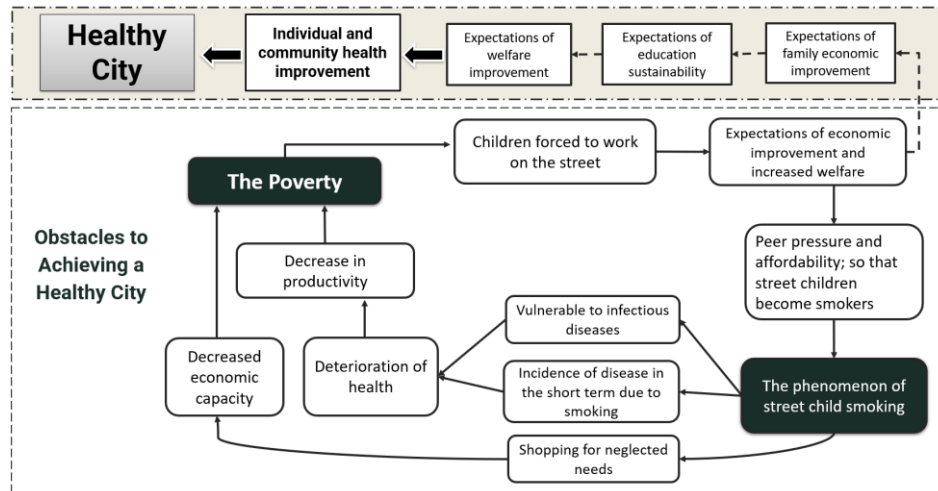 Healthy
City
Individual and
community health
improvement
Expectations of
welfare
improvement
Expectations of
education
sustainability
Expectations of
family economic
improvement
Children forced to work
on the street
Expectations of economic
improvement and
increased welfare
The Poverty
Obstacles to
Achieving a
Healthy City
Decrease in
productivity
Peer pressure and
affordability; so that
street children
become smokers
Vulnerable to infectious
diseases
Decreased
economic
capacity
Deterioration of
health
Incidence of disease in
the short term due to
smoking
The phenomenon of
street child smoking
Shopping for neglected
needs